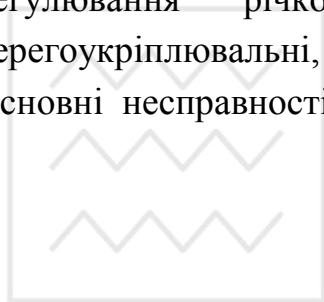 егулювання річко
ерегоукріплювальні,
сновні несправності